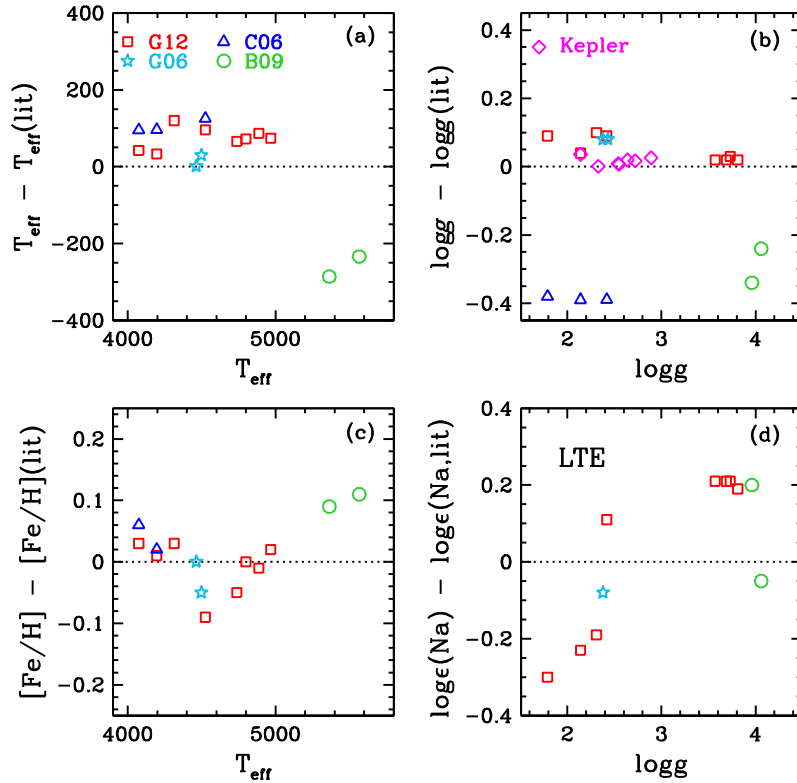 G12
C06
G06
B09
(a)
400
200
0
-200
-400
4000
5000
T_eff
T_eff − T_eff(lit)
Kepler
(b)
0.4
0.2
0
-0.2
-0.4
2
3
4
logg
logg − logg(lit)
(c)
0.2
0.1
0
-0.1
-0.2
4000
5000
T_eff
[Fe/H] − [Fe/H](lit)
(d)
LTE
0.4
0.2
0
-0.2
-0.4
2
3
4
logg
logϵ(Na) − logϵ(Na,lit)